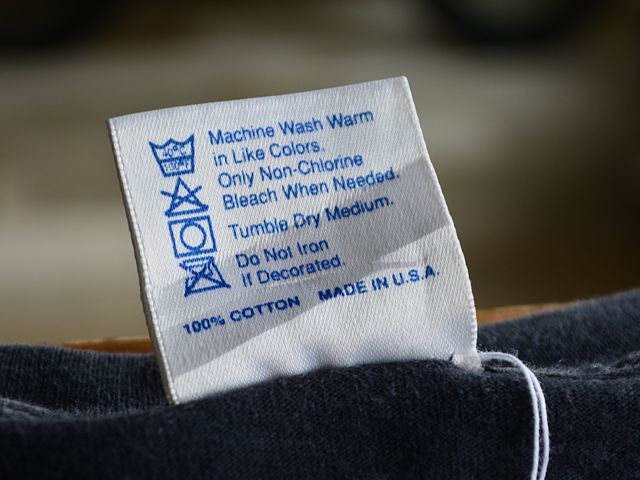 Machine Wash Warm
in Like Colors.
Only Non-Chlorine
Bleach When Needed.
Tumble Dry Medium.
Do Not Iron
if Decorated.
100% COTTON MADE IN U.S.A.